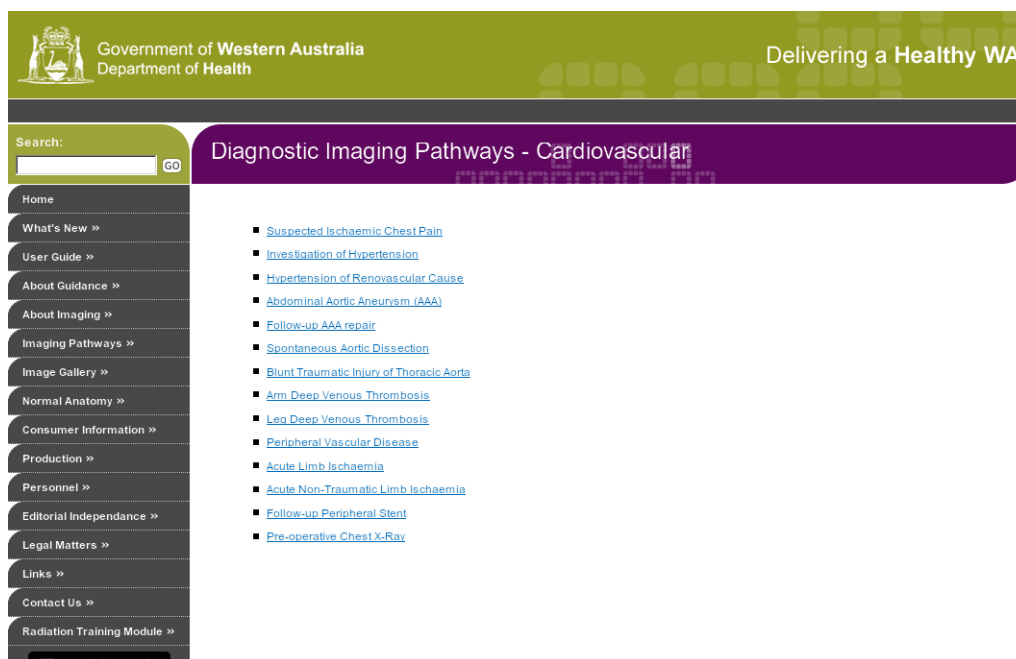 Government of Western Australia
Department of Health
Delivering a Healthy WA
Search:
GO
Diagnostic Imaging Pathways - Cardiovascular
Home
What's New »
User Guide »
About Guidance »
About Imaging »
Imaging Pathways »
Image Gallery »
Normal Anatomy »
Consumer Information »
Production »
Personnel »
Editorial Independance »
Legal Matters »
Links »
Contact Us »
Radiation Training Module »
Suspected Ischaemic Chest Pain
Investigation of Hypertension
Hypertension of Renovascular Cause
Abdominal Aortic Aneurysm (AAA)
Follow-up AAA repair
Spontaneous Aortic Dissection
Blunt Traumatic Injury of Thoracic Aorta
Arm Deep Venous Thrombosis
Leg Deep Venous Thrombosis
Peripheral Vascular Disease
Acute Limb Ischaemia
Acute Non-Traumatic Limb Ischaemia
Follow-up Peripheral Stent
Pre-operative Chest X-Ray